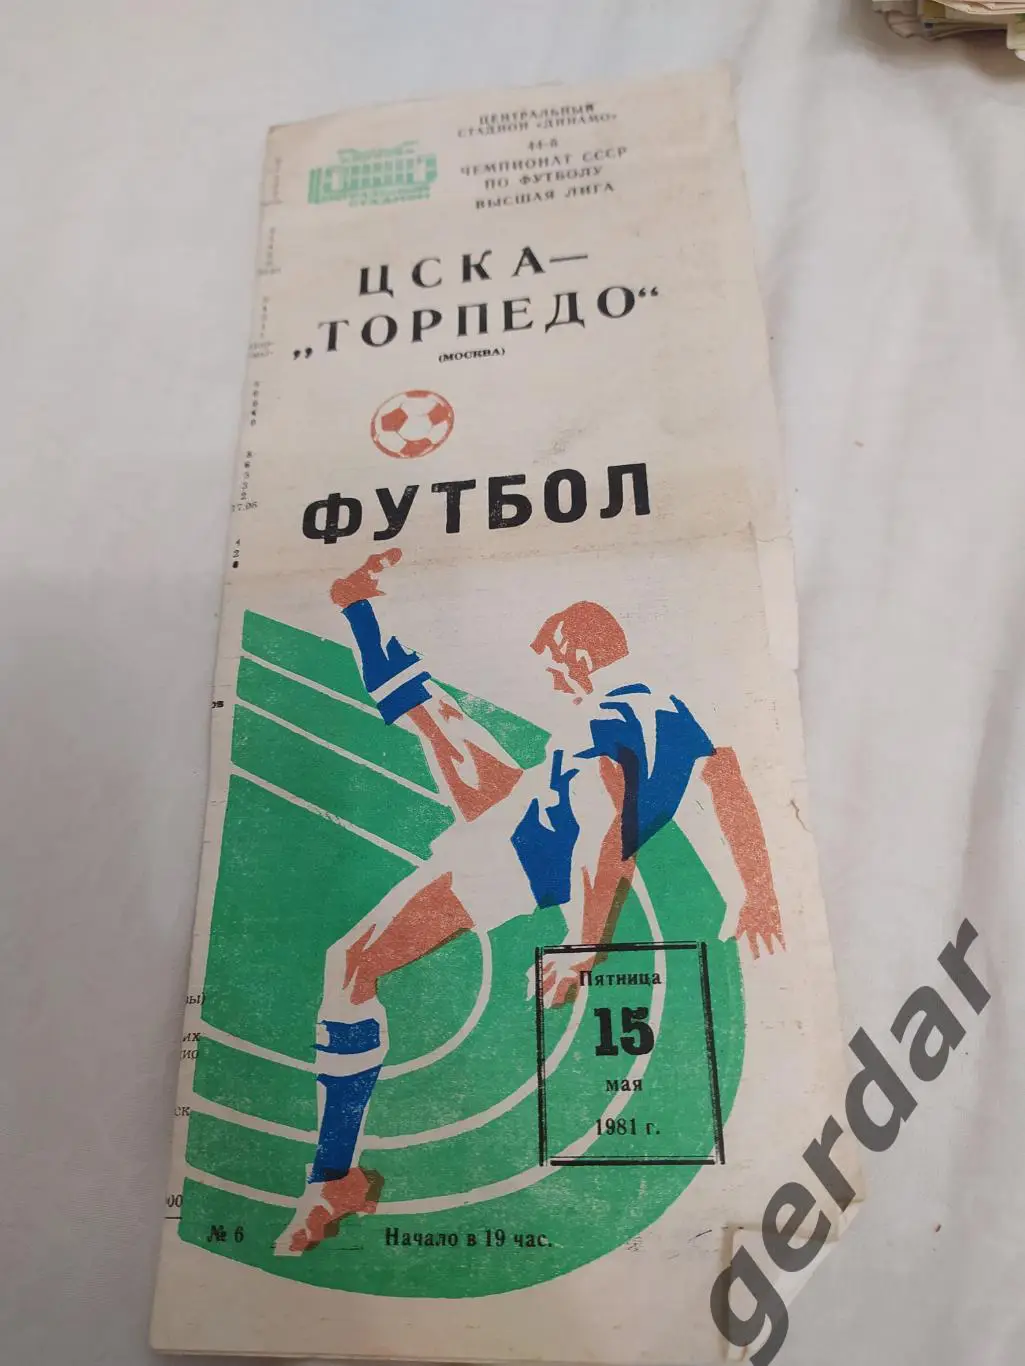 ЦЕНТРАЛЬНЫЙ
СТАДИОН «ДИНАМО»
44-й
ЧЕМПИОНАТ СССР
ПО ФУТБОЛУ
ВЫСШАЯ ЛИГА
ЦСКА—
„ТОРПЕДО“
(МОСКВА)
ФУТБОЛ
Пятница
15
мая
1981 г.
№ 6
Начало в 19 час.
gerdar